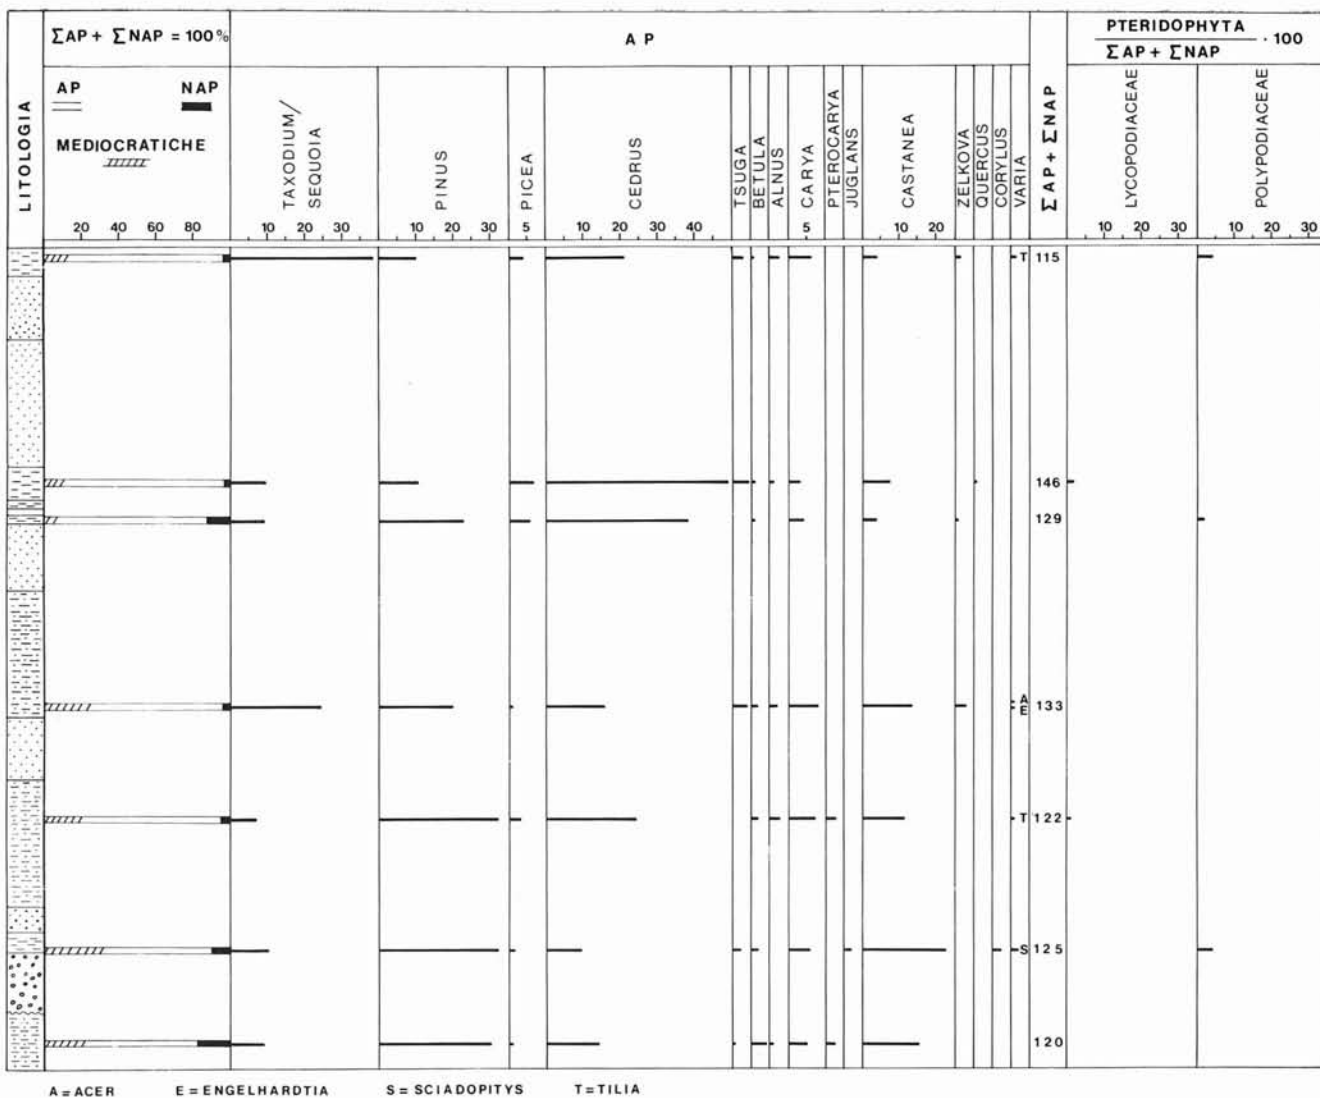 ΣAP + ΣNAP = 100%
AP
PTERIDOPHYTA
ΣAP + ΣNAP
· 100
LITOLOGIA
AP
NAP
MEDIOCRATICHE
TAXODIUM/
SEQUOIA
PINUS
PICEA
CEDRUS
TSUGA
BETULA
ALNUS
CARYA
PTEROCARYA
JUGLANS
CASTANEA
ZELKOVA
QUERCUS
CORYLUS
VARIA
ΣAP + ΣNAP
LYCOPODIACEAE
POLYPODIACEAE
20 40 60 80 10 20 30 10 20 30 5 10 20 30 40 5 10 20 10 20 30 10 20 30
T 115
146
129
A
E 133
T 122
S 125
120
A = ACER E = ENGELHARDTIA S = SCIADOPITYS T = TILIA